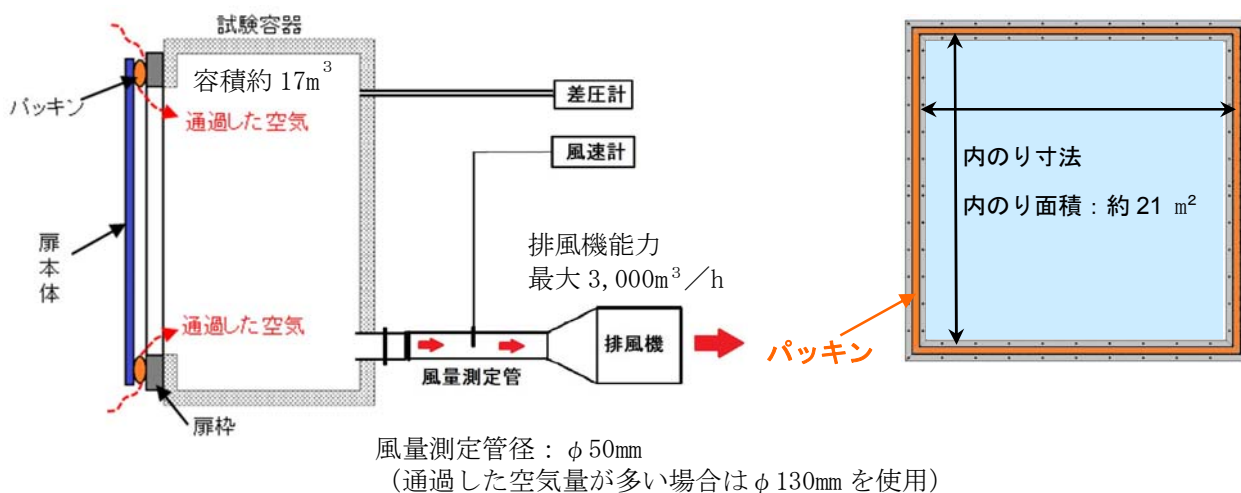 試験容器
容積約 17m³
パッキン
通過した空気
差圧計
風速計
扉本体
排風機能力
最大 3,000m³／h
通過した空気
排風機
風量測定管
扉枠
風量測定管径：φ50mm
（通過した空気量が多い場合はφ130mm を使用）
内のり寸法
内のり面積：約 21 m²
パッキン